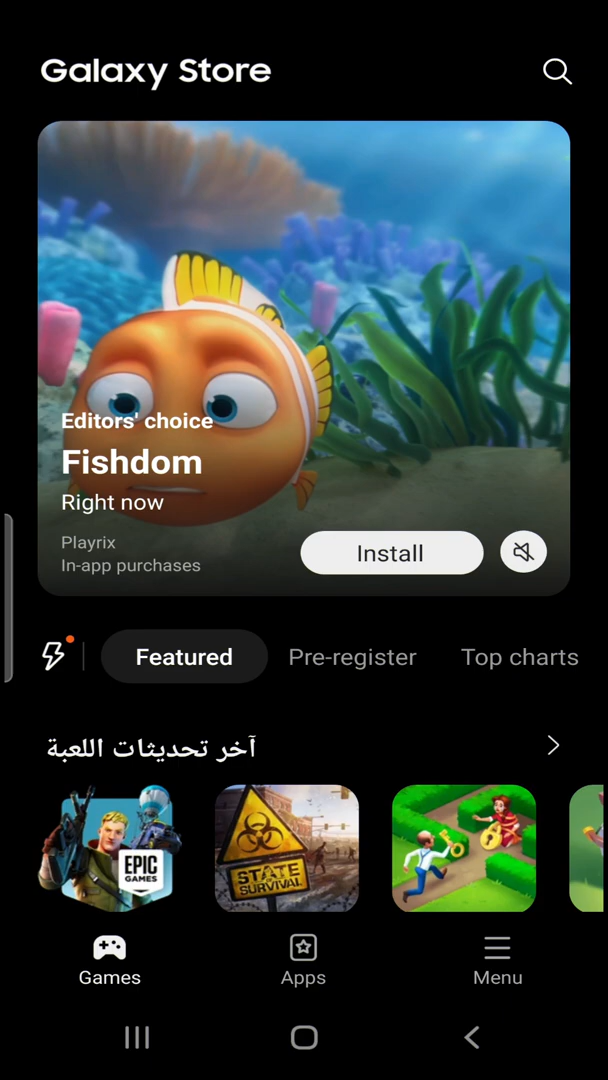 Galaxy Store
Editors' choice
Fishdom
Right now
Playrix
In-app purchases
Install
Featured
Pre-register
Top charts
آخر تحديثات اللعبة
EPIC
GAMES
STATE
OF
SURVIVAL
Games
Apps
Menu